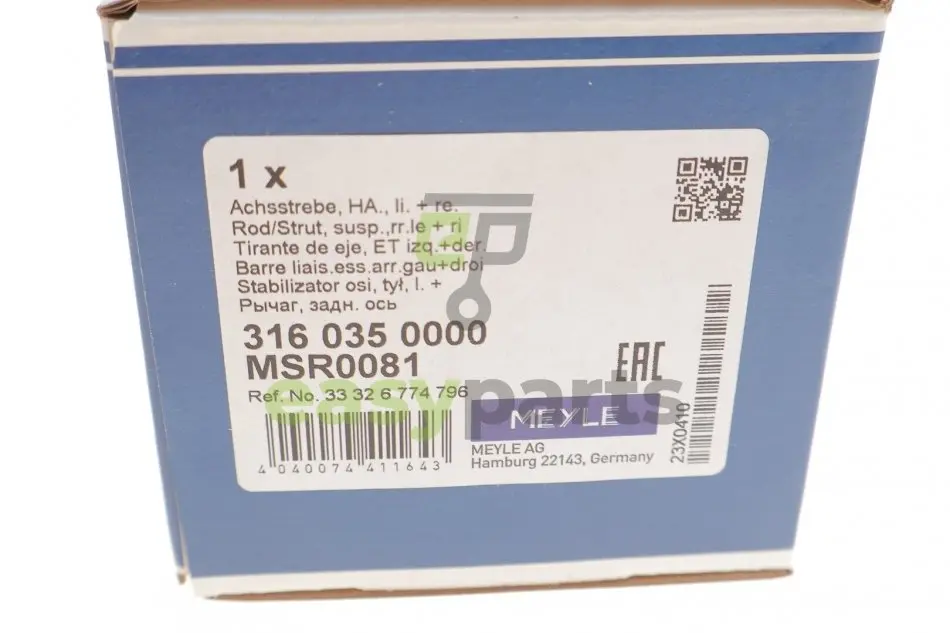 1 x
Achsstrebe, HA., li. + re.
Rod/Strut, susp.,rr.le + ri
Tirante de eje, ET izq.+der.
Barre liais.ess.arr.gau+droi
Stabilizator osi, tył, l. +
Рычаг, задн. ось
316 035 0000
MSR0081
EAC
Ref. No. 33 32 6 774 796
easyparts
MEYLE
4 040074 411643
MEYLE AG
Hamburg 22143, Germany
23X0410